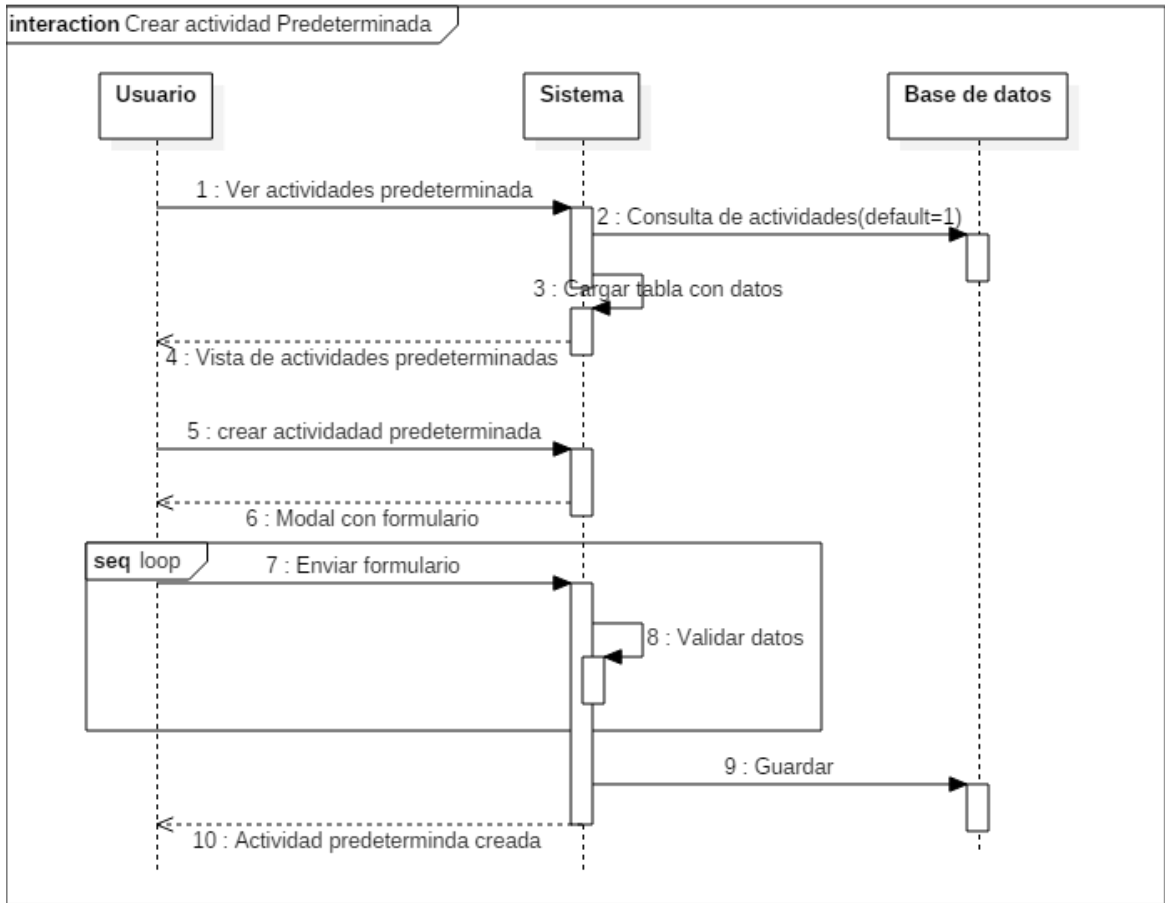 interaction Crear actividad Predeterminada
Usuario
Sistema
Base de datos
1 : Ver actividades predeterminada
2 : Consulta de actividades(default=1)
3 : Cargar tabla con datos
4 : Vista de actividades predeterminadas
5 : crear activídadad predeterminada
6 : Modal con formulario
seq loop
7 : Enviar formulario
8 : Validar datos
9 : Guardar
10 : Actividad predeterminda creada